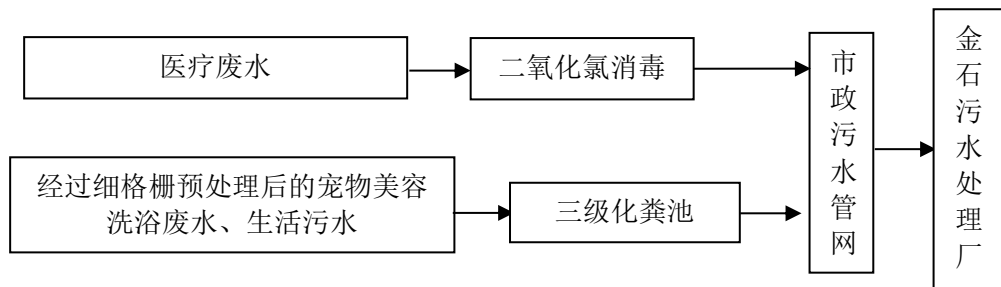 医疗废水
二氧化氯消毒
经过细格栅预处理后的宠物美容
洗浴废水、生活污水
三级化粪池
市政污水管网
金石污水处理厂